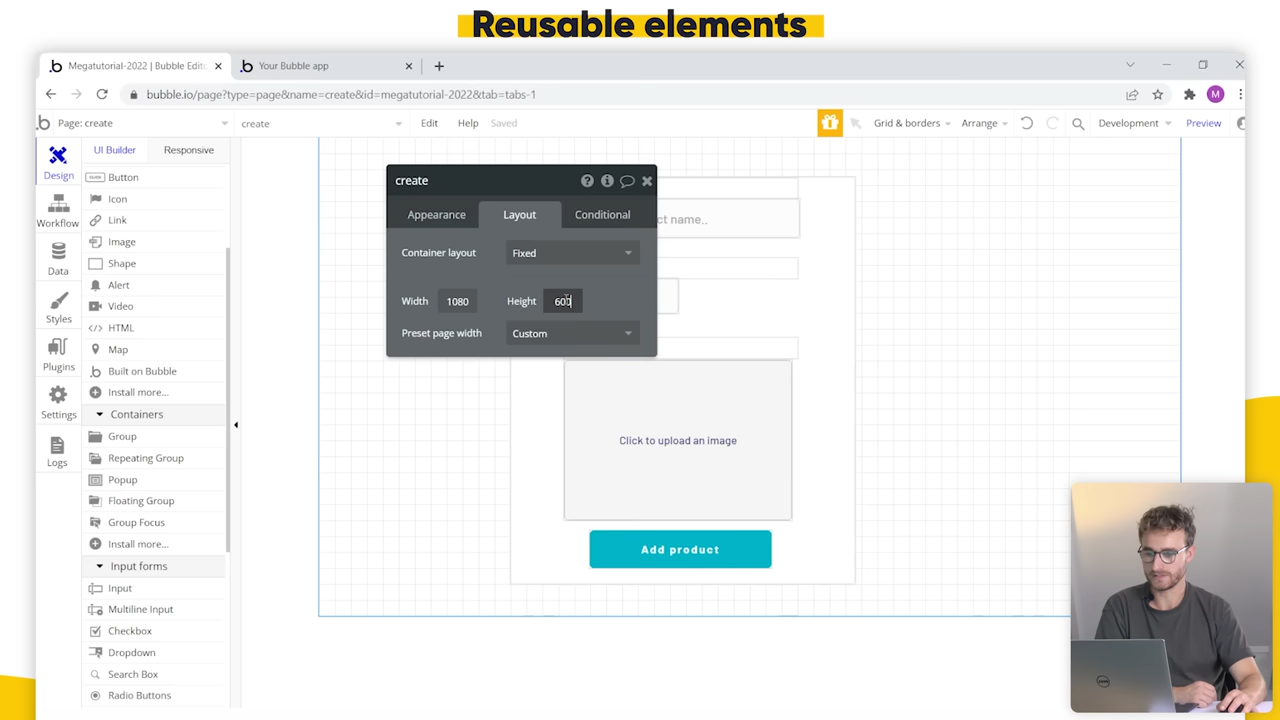 Reusable elements
Megatutorial-2022 | Bubble Edito
Your Bubble app
bubble.io/page?type=page&name=create&id=megatutorial-2022&tab=tabs-1
M
Page: create
create
Edit
Help
Saved
Grid & borders
Arrange
Development
Preview
Design
Workflow
Data
Styles
Plugins
Settings
Logs
UI Builder
Responsive
Button
Icon
Link
Image
Shape
Alert
Video
HTML
Map
Built on Bubble
Install more...
Containers
Group
Repeating Group
Popup
Floating Group
Group Focus
Install more...
Input forms
Input
Multiline Input
Checkbox
Dropdown
Search Box
Radio Buttons
create
Appearance
Layout
Conditional
Container layout
Fixed
Width
1080
Height
600
Preset page width
Custom
ct name..
Click to upload an image
Add product
DELL